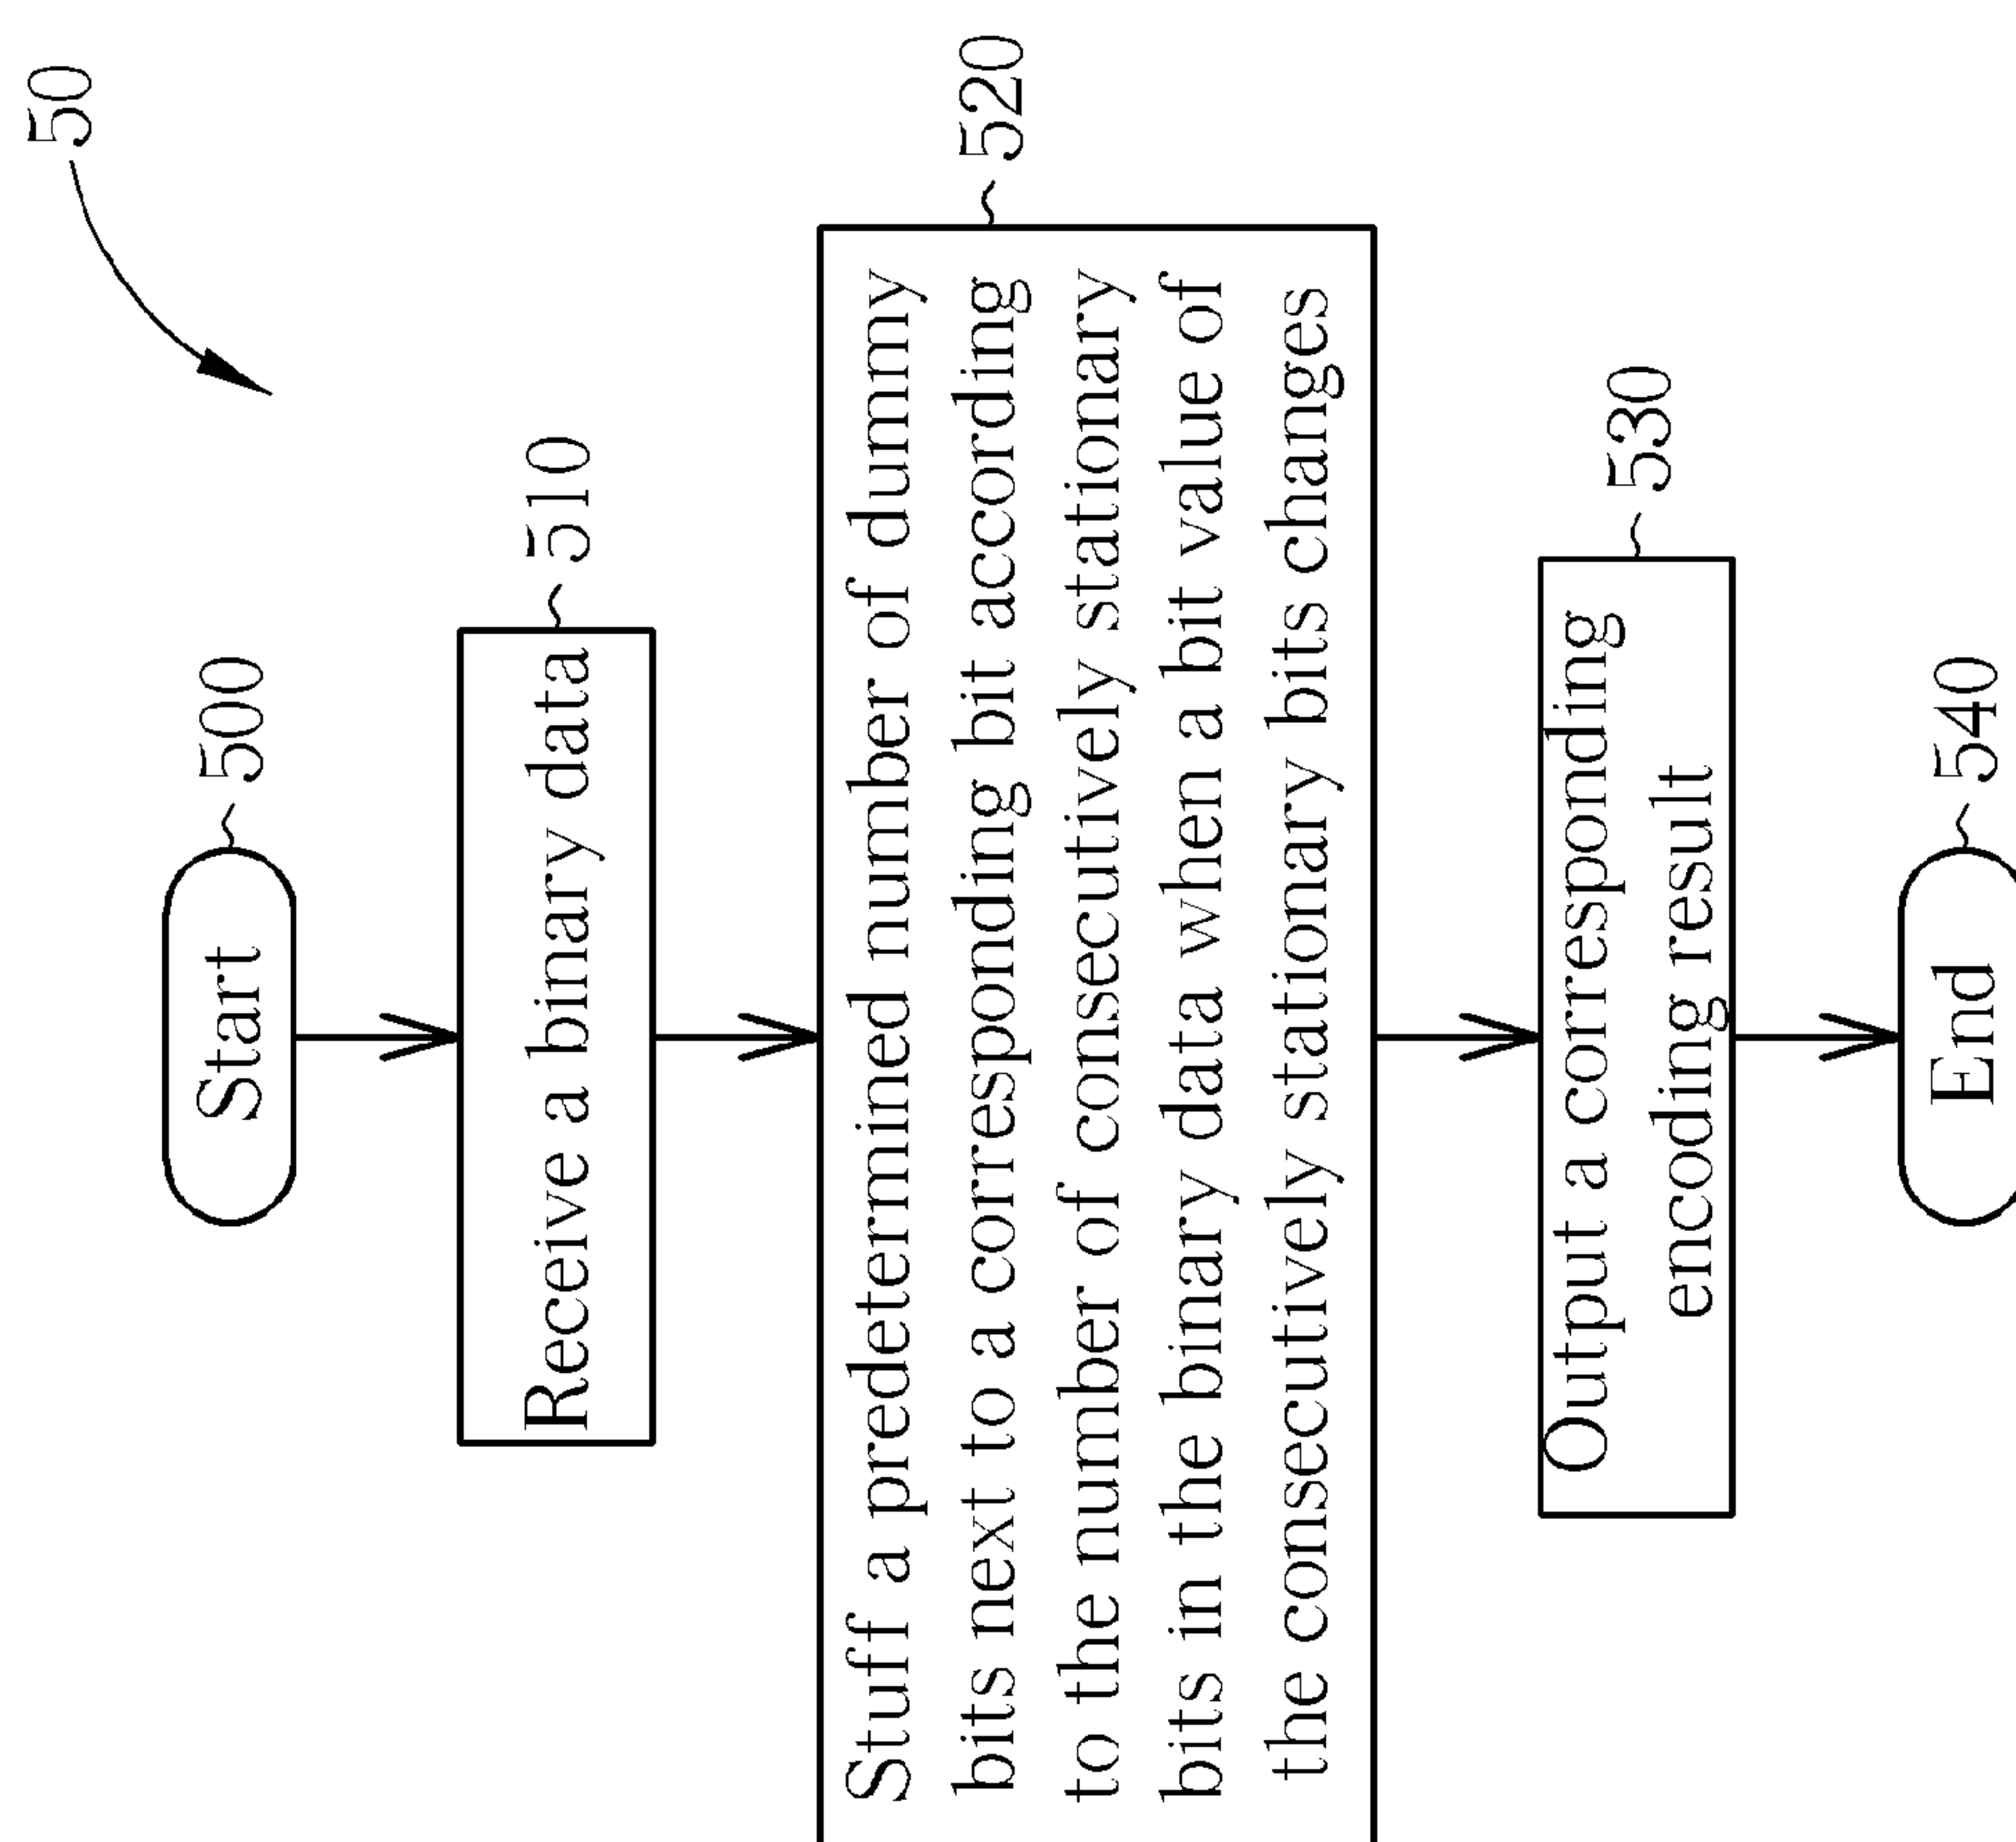 50
Start
500
Receive a binary data
510
Stuff a predetermined number of dummy
bits next to a corresponding bit according
to the number of consecutively stationary
bits in the binary data when a bit value of
the consecutively stationary bits changes
520
Output a corresponding
encoding result
530
End
540